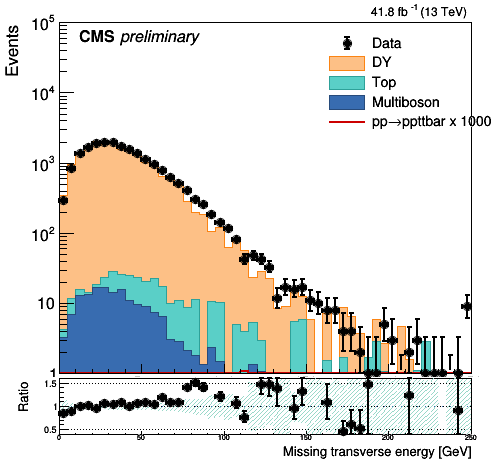 41.8 fb⁻¹ (13 TeV)
CMS preliminary
Events
10⁵
10⁴
10³
10²
10
1
Data
DY
Top
Multiboson
pp→ppttbar x 1000
Ratio
1.5
1
0.5
0 50 100 150 200 250
Missing transverse energy [GeV]